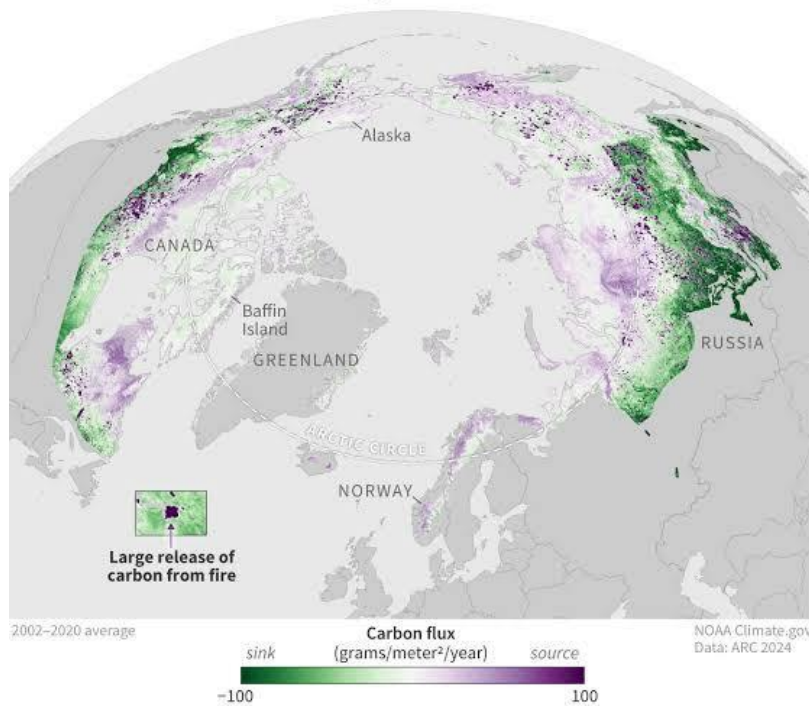 Alaska
CANADA
Baffin
Island
GREENLAND
RUSSIA
ARCTIC CIRCLE
NORWAY
Large release of
carbon from fire
2002–2020 average
Carbon flux
NOAA Climate.gov
sink (grams/meter²/year) source
Data: ARC 2024
−100 100